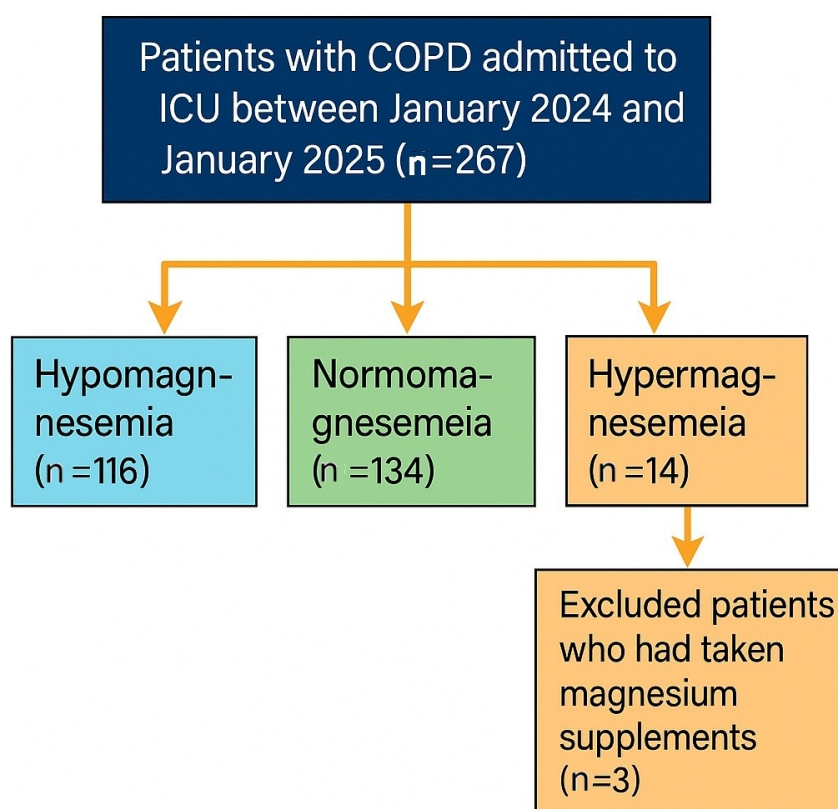 Patients with COPD admitted to
ICU between January 2024 and
January 2025 (n=267)
Hypomagn-
nesemia
(n=116)
Normoma-
gnesemeia
(n=134)
Hypermag-
nesemeia
(n=14)
Excluded patients
who had taken
magnesium
supplements
(n=3)